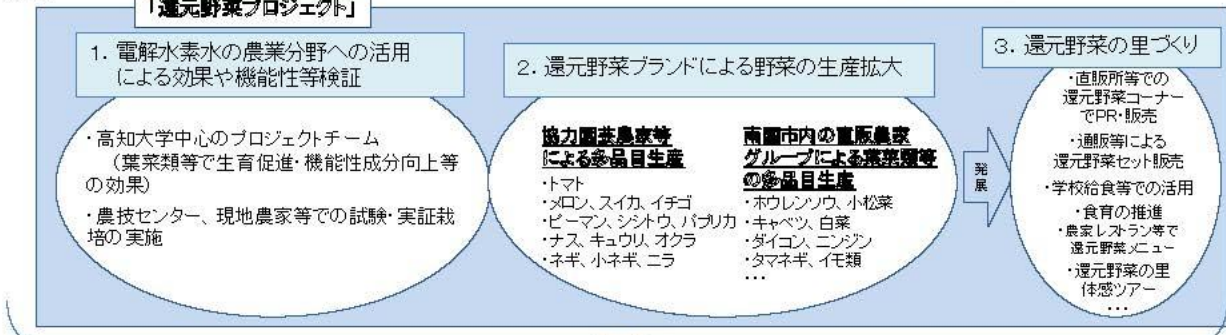 「還元野菜プロジェクト」
1. 電解水素水の農業分野への活用
による効果や機能性等検証
・高知大学中心のプロジェクトチーム
（葉菜類等で生育促進・機能性成分向上等
の効果）
・農技センター、現地農家等での試験・実証栽
培の実施
2. 還元野菜ブランドによる野菜の生産拡大
協力園芸農家等
による多品目生産
・トマト
・メロン、スイカ、イチゴ
・ピーマン、シシトウ、パプリカ
・ナス、キュウリ、オクラ
・ネギ、小ネギ、ニラ
南国市内の直販農家
グループによる葉菜類等
の多品目生産
・ホウレンソウ、小松菜
・キャベツ、白菜
・ダイコン、ニンジン
・タマネギ、イモ類
・・・
発
展
3. 還元野菜の里づくり
・直販所等での
還元野菜コーナー
でPR・販売
・通販等による
還元野菜セット販売
・学校給食等での活用
・食育の推進
・農家レストラン等で
還元野菜メニュー
・還元野菜の里
体感ツアー
・・・